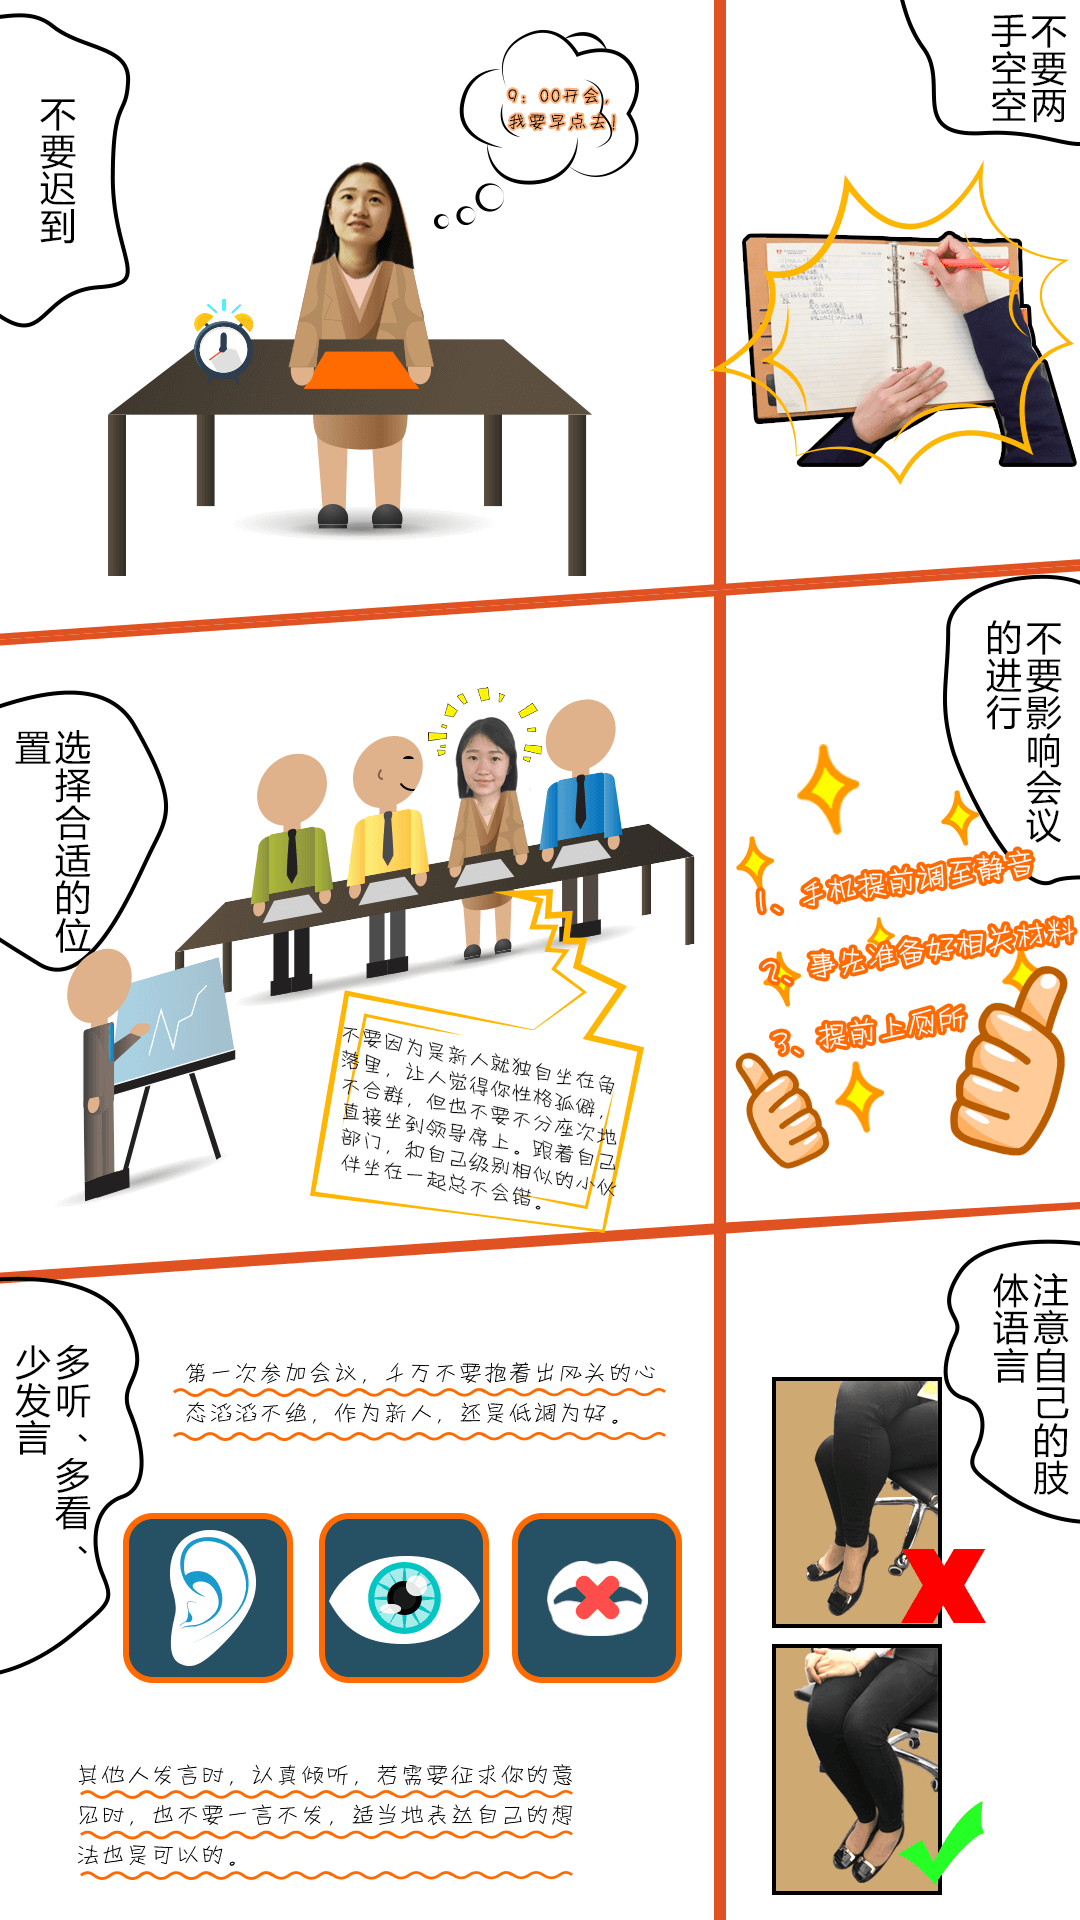 不要迟到
9：00开会，
我要早点去！
不要两
手空空
选择合适的位
置
不要因为是新人就独自坐在角
落里，让人觉得你性格孤僻，
不合群，但也不要不分座次地
直接坐到领导席上。跟着自己
部门，和自己级别相似的小伙
伴坐在一起总不会错。
不要影响会议
的进行
1、手机提前调至静音
2、事先准备好相关材料
3、提前上厕所
多听、多看、
少发言
第一次参加会议，千万不要抱着出风头的心
态滔滔不绝，作为新人，还是低调为好。
其他人发言时，认真倾听，若需要征求你的意
见时，也不要一言不发，适当地表达自己的想
法也是可以的。
注意自己的肢
体语言